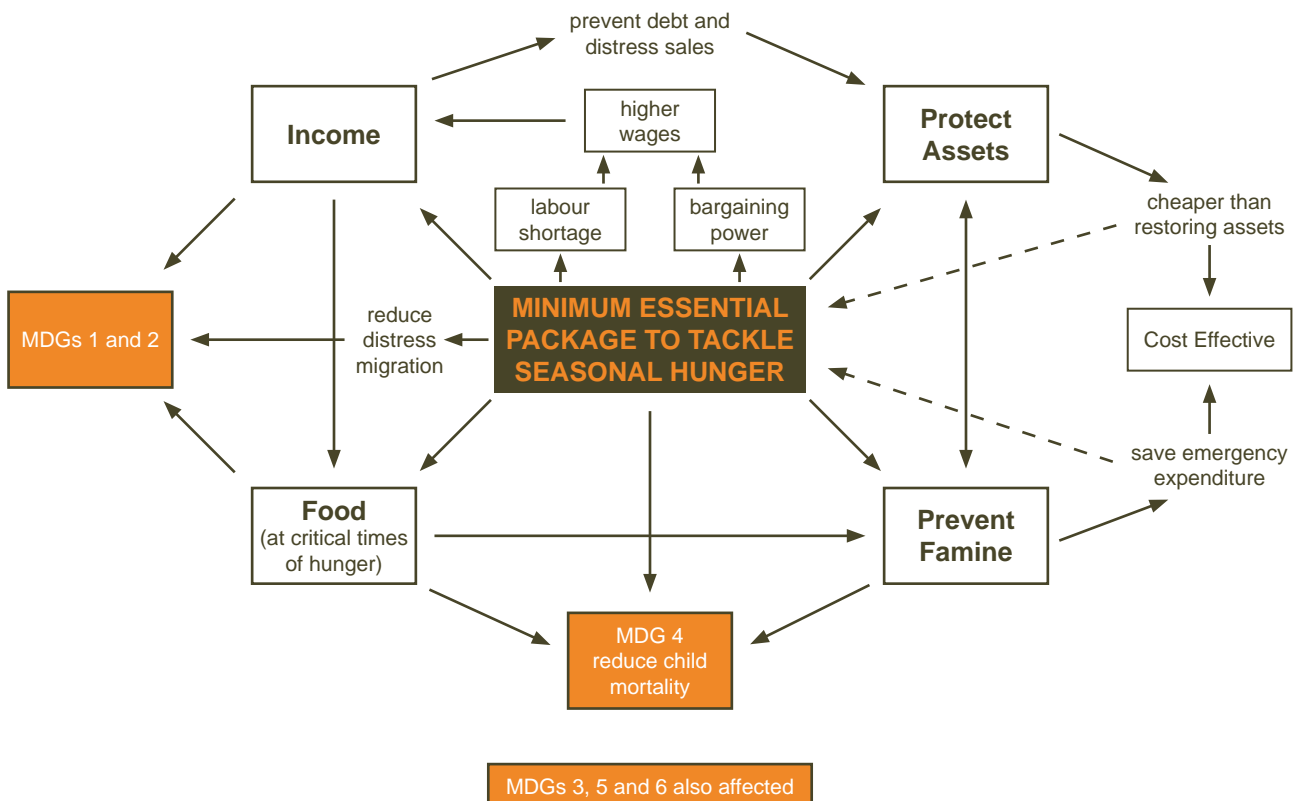 prevent debt and
distress sales
Income
higher
wages
Protect
Assets
labour
shortage
bargaining
power
cheaper than
restoring assets
MDGs 1 and 2
reduce
distress
migration
MINIMUM ESSENTIAL
PACKAGE TO TACKLE
SEASONAL HUNGER
Cost Effective
save emergency
expenditure
Food
(at critical times
of hunger)
Prevent
Famine
MDG 4
reduce child
mortality
MDGs 3, 5 and 6 also affected